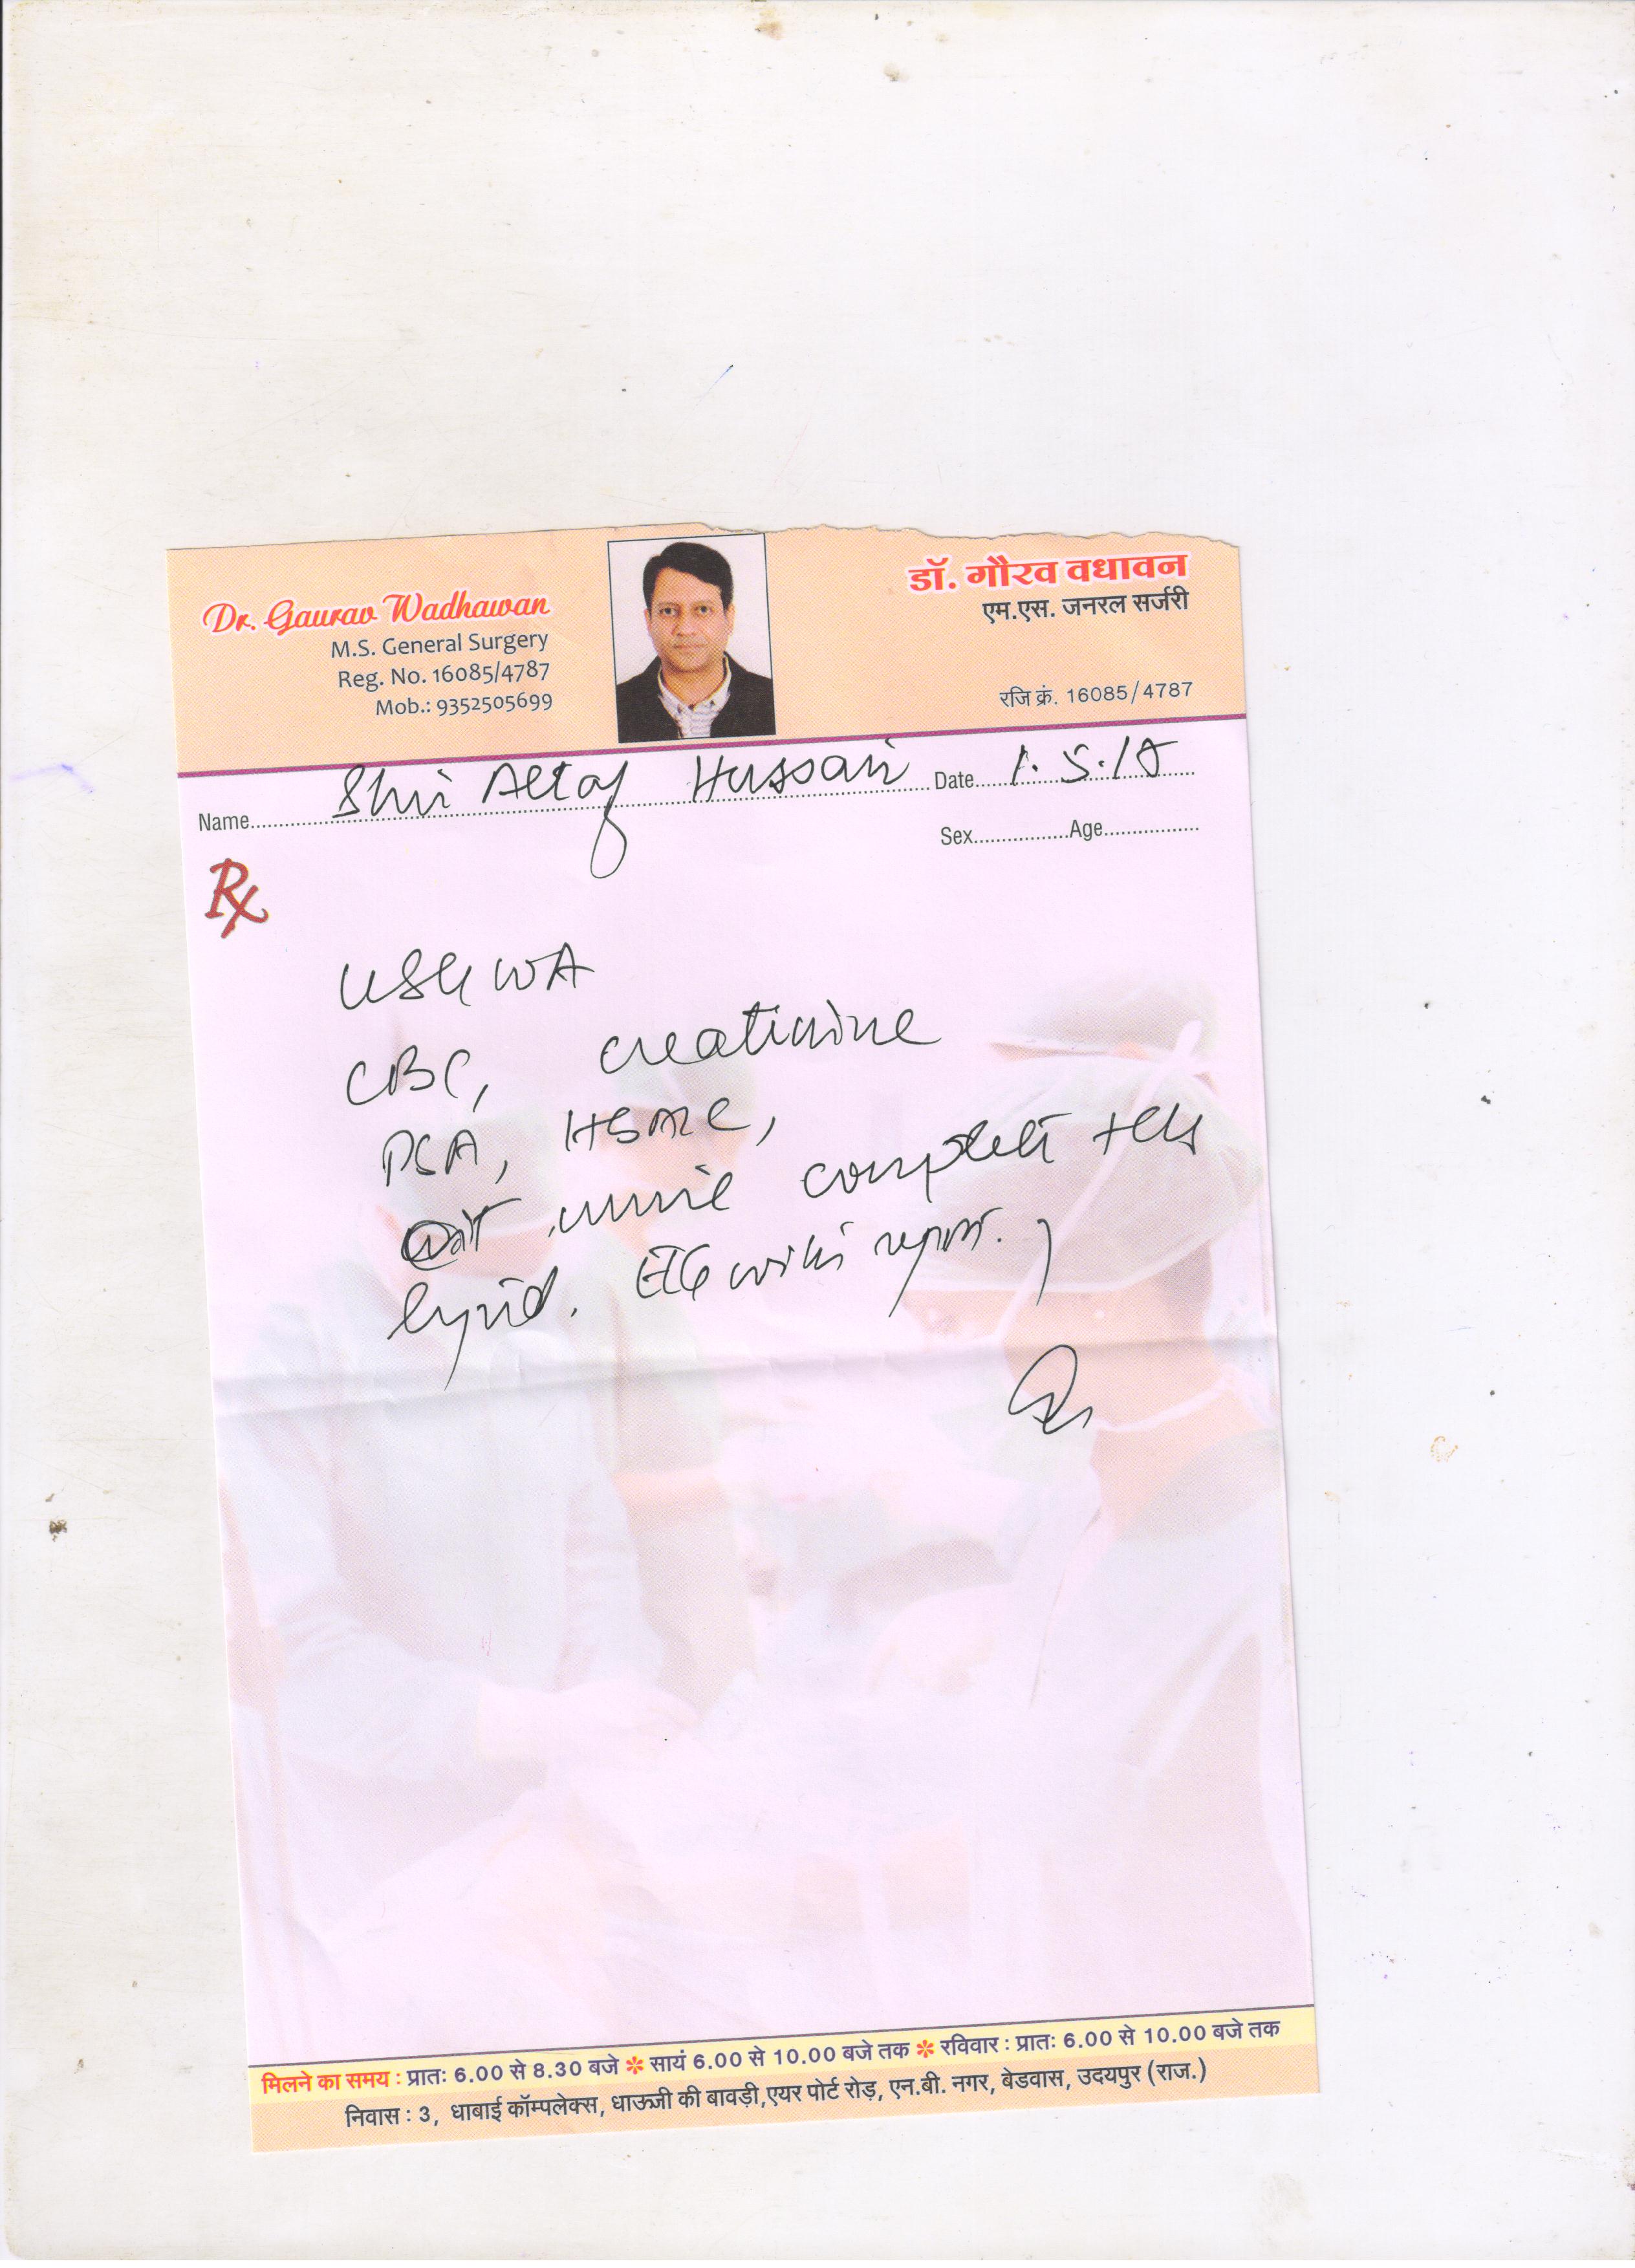 Dr. Gaurav Wadhawan
M.S. General Surgery
Reg. No. 16085/4787
Mob.: 9352505699
डॉ. गौरव वधावन
एम.एस. जनरल सर्जरी
रजि क्रं. 16085/4787
Name Shri Altaf Hussain Date 1.5.18
Sex Age
Rx
USG WA
CBC, creatinine
PSA,
urine complete
lipid. ECG with report.
मिलने का समय : प्रातः 6.00 से 8.30 बजे ✽ सायं 6.00 से 10.00 बजे तक ✽ रविवार : प्रातः 6.00 से 10.00 बजे तक
निवास : 3, धाबाई कॉम्पलेक्स, धाऊजी की बावड़ी,एयर पोर्ट रोड़, एन.बी. नगर, बेडवास, उदयपुर (राज.)